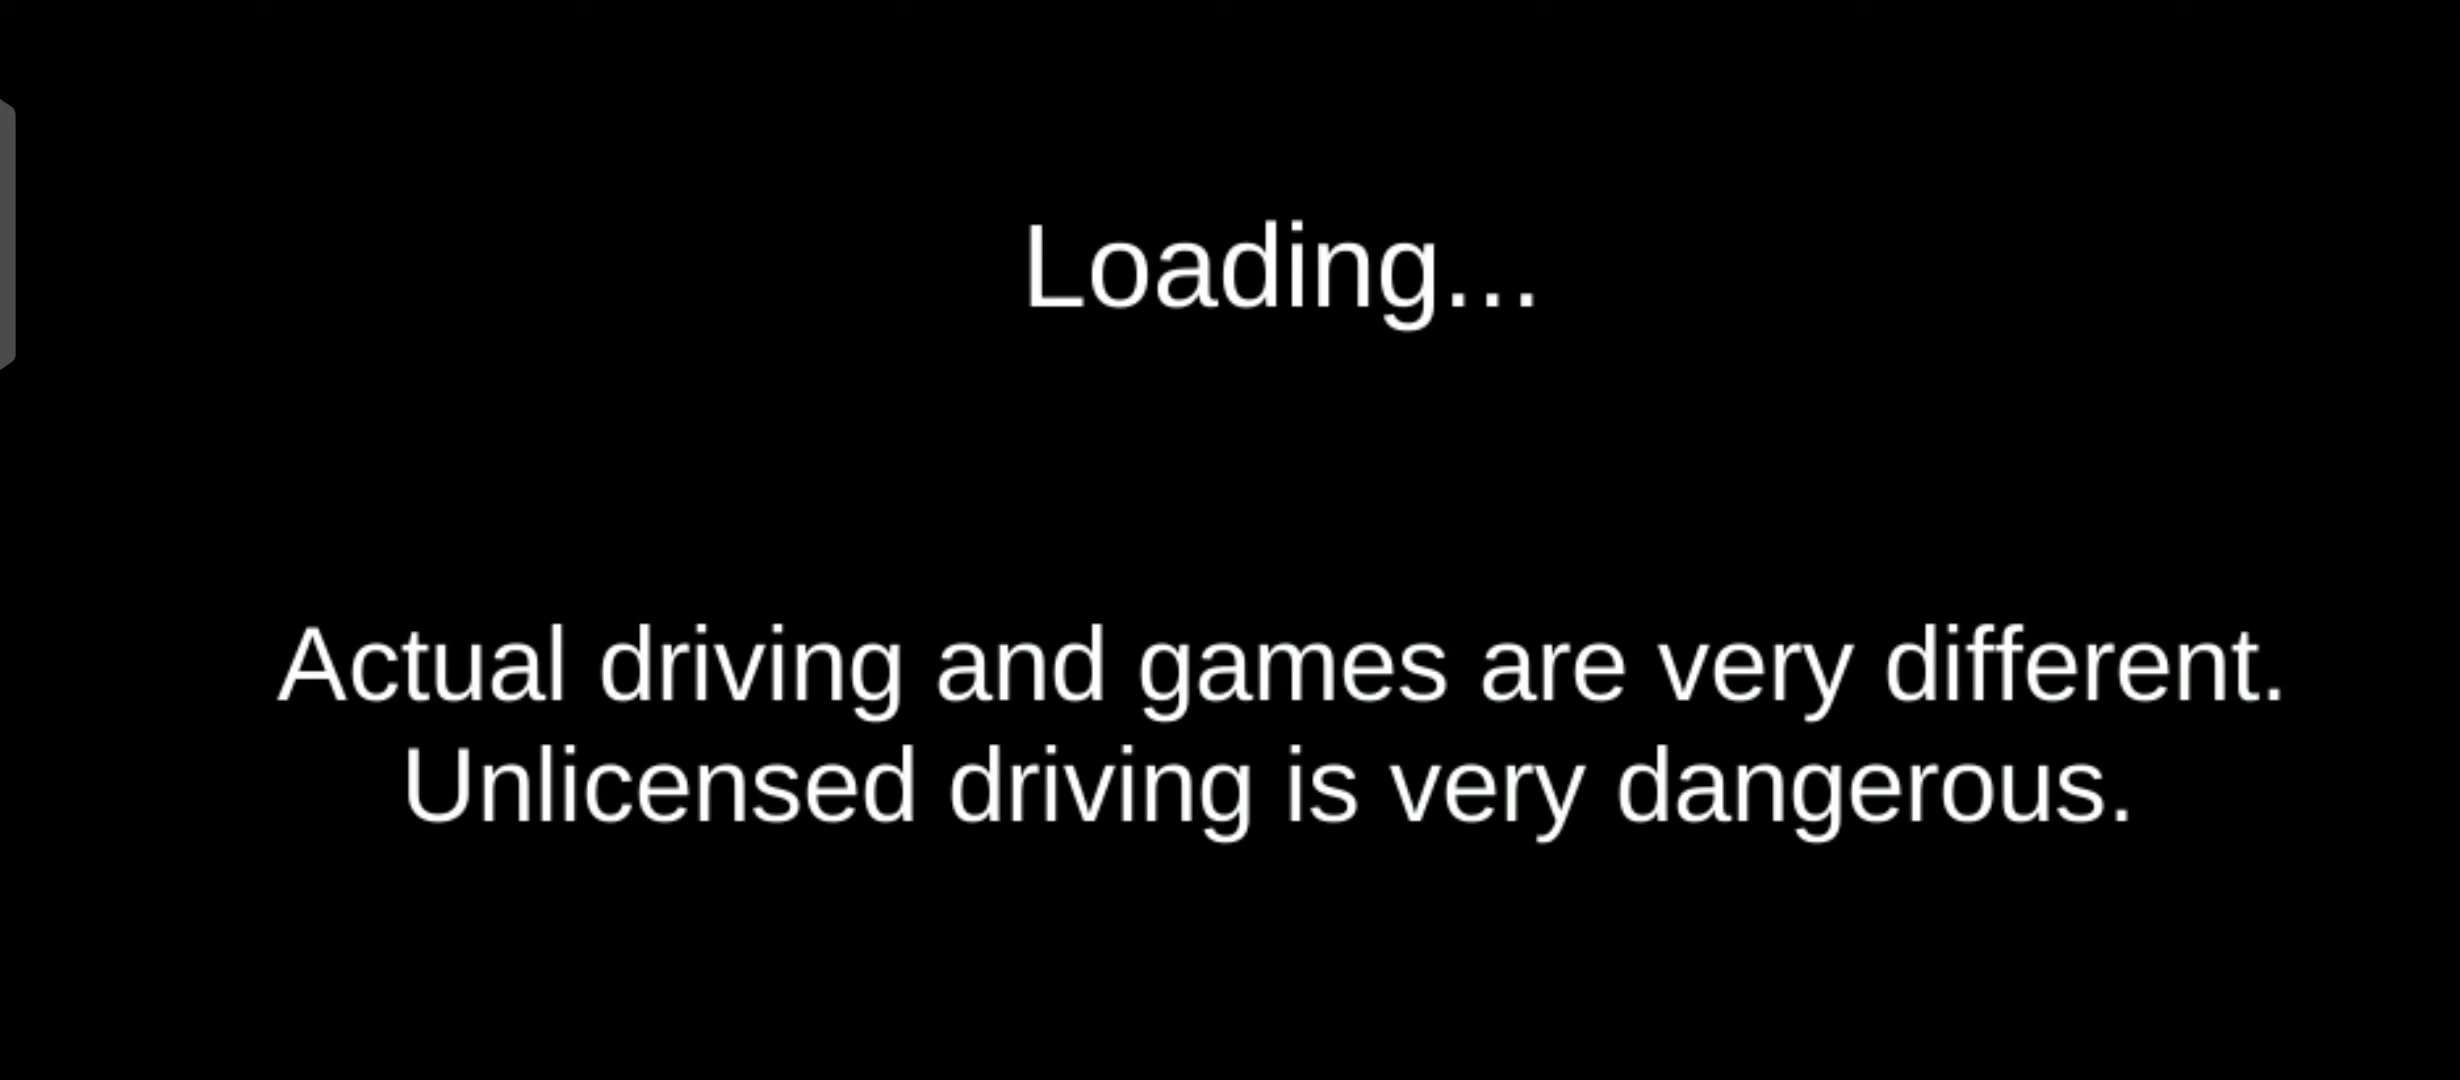 Loading...
Actual driving and games are very different.
Unlicensed driving is very dangerous.